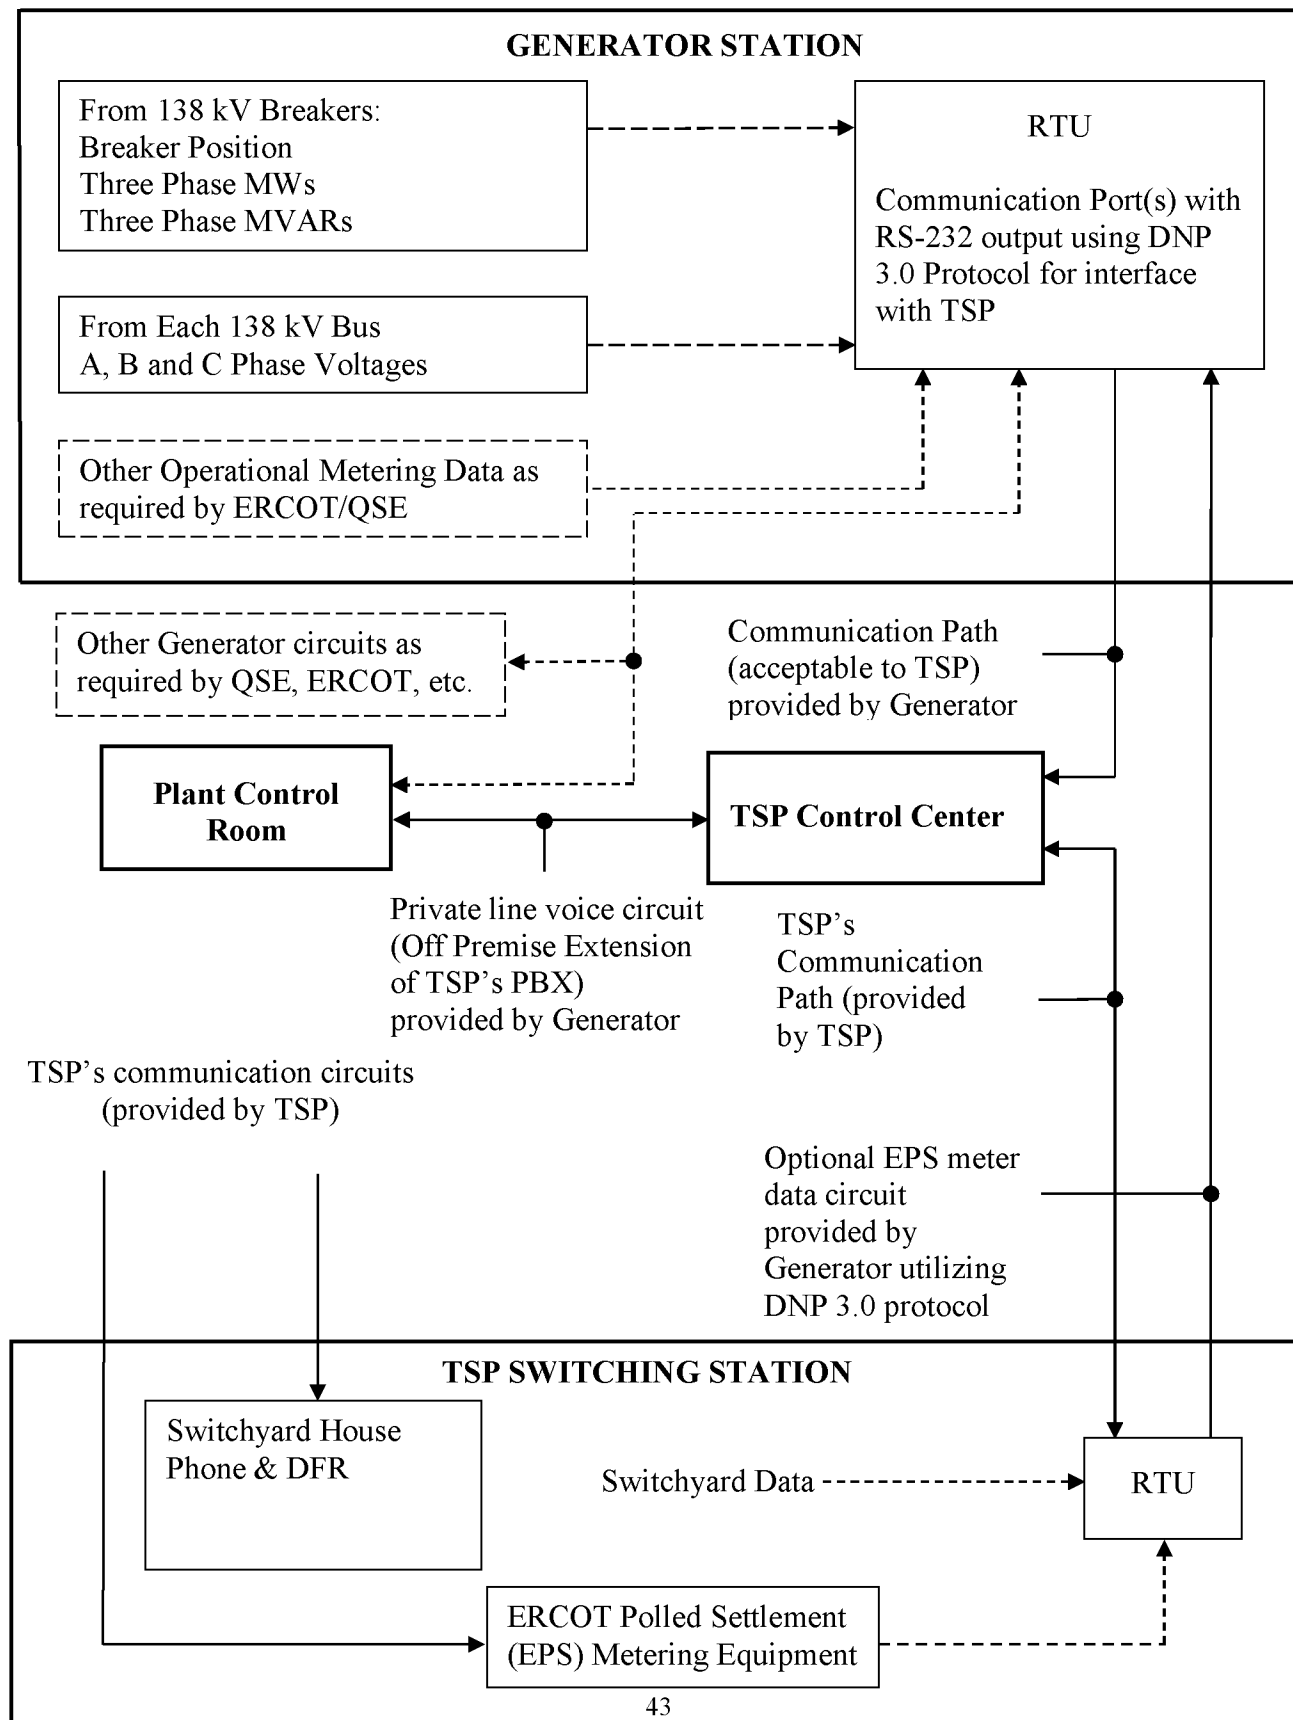 GENERATOR STATION
From 138 kV Breakers:
Breaker Position
Three Phase MWs
Three Phase MVARs
RTU
Communication Port(s) with
RS-232 output using DNP
3.0 Protocol for interface
with TSP
From Each 138 kV Bus
A, B and C Phase Voltages
Other Operational Metering Data as
required by ERCOT/QSE
Other Generator circuits as
required by QSE, ERCOT, etc.
Communication Path
(acceptable to TSP)
provided by Generator
Plant Control
Room
TSP Control Center
Private line voice circuit
(Off Premise Extension
of TSP's PBX)
provided by Generator
TSP's
Communication
Path (provided
by TSP)
TSP's communication circuits
(provided by TSP)
Optional EPS meter
data circuit
provided by
Generator utilizing
DNP 3.0 protocol
TSP SWITCHING STATION
Switchyard House
Phone & DFR
Switchyard Data
RTU
ERCOT Polled Settlement
(EPS) Metering Equipment
43